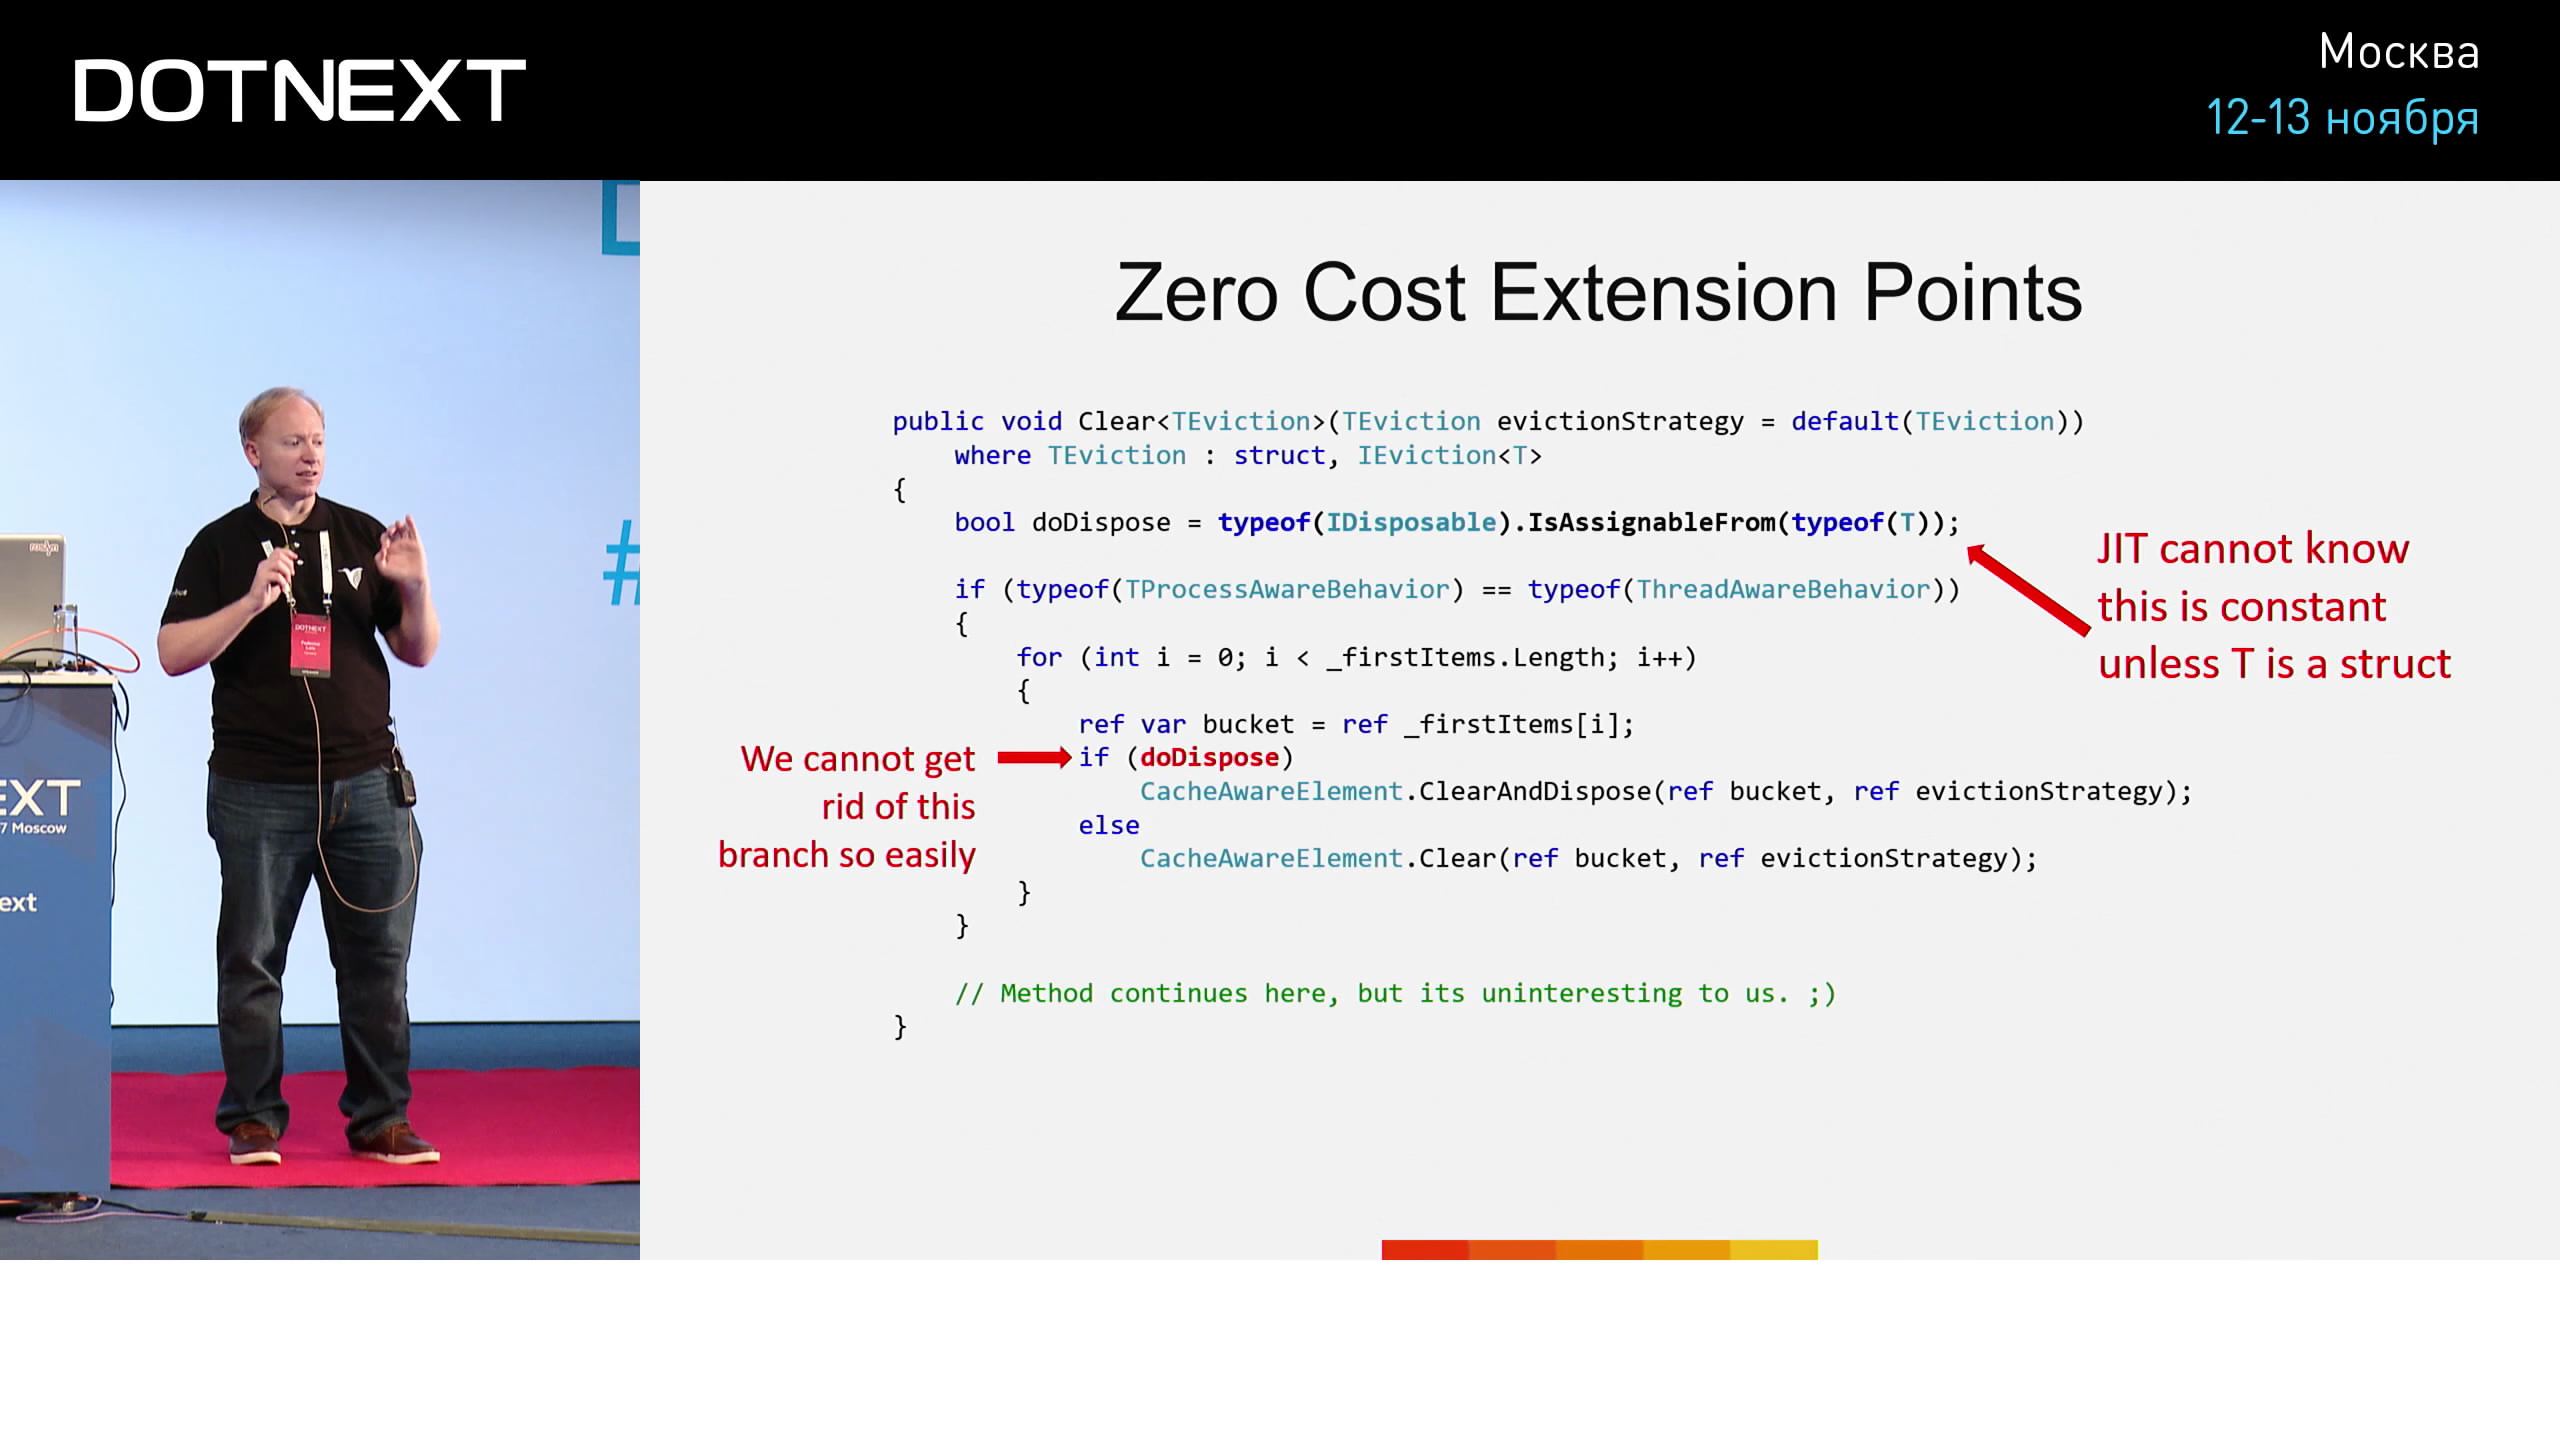 DOTNEXT
Москва
12-13 ноября
Zero Cost Extension Points
public void Clear<TEviction>(TEviction evictionStrategy = default(TEviction))
where TEviction : struct, IEviction<T>
{
bool doDispose = typeof(IDisposable).IsAssignableFrom(typeof(T));
if (typeof(TProcessAwareBehavior) == typeof(ThreadAwareBehavior))
{
for (int i = 0; i < _firstItems.Length; i++)
{
ref var bucket = ref _firstItems[i];
if (doDispose)
CacheAwareElement.ClearAndDispose(ref bucket, ref evictionStrategy);
else
CacheAwareElement.Clear(ref bucket, ref evictionStrategy);
}
}
// Method continues here, but its uninteresting to us. ;)
}
JIT cannot know
this is constant
unless T is a struct
We cannot get
rid of this
branch so easily
#
roslyn
DOTNEXT
EXT
7 Moscow
ext